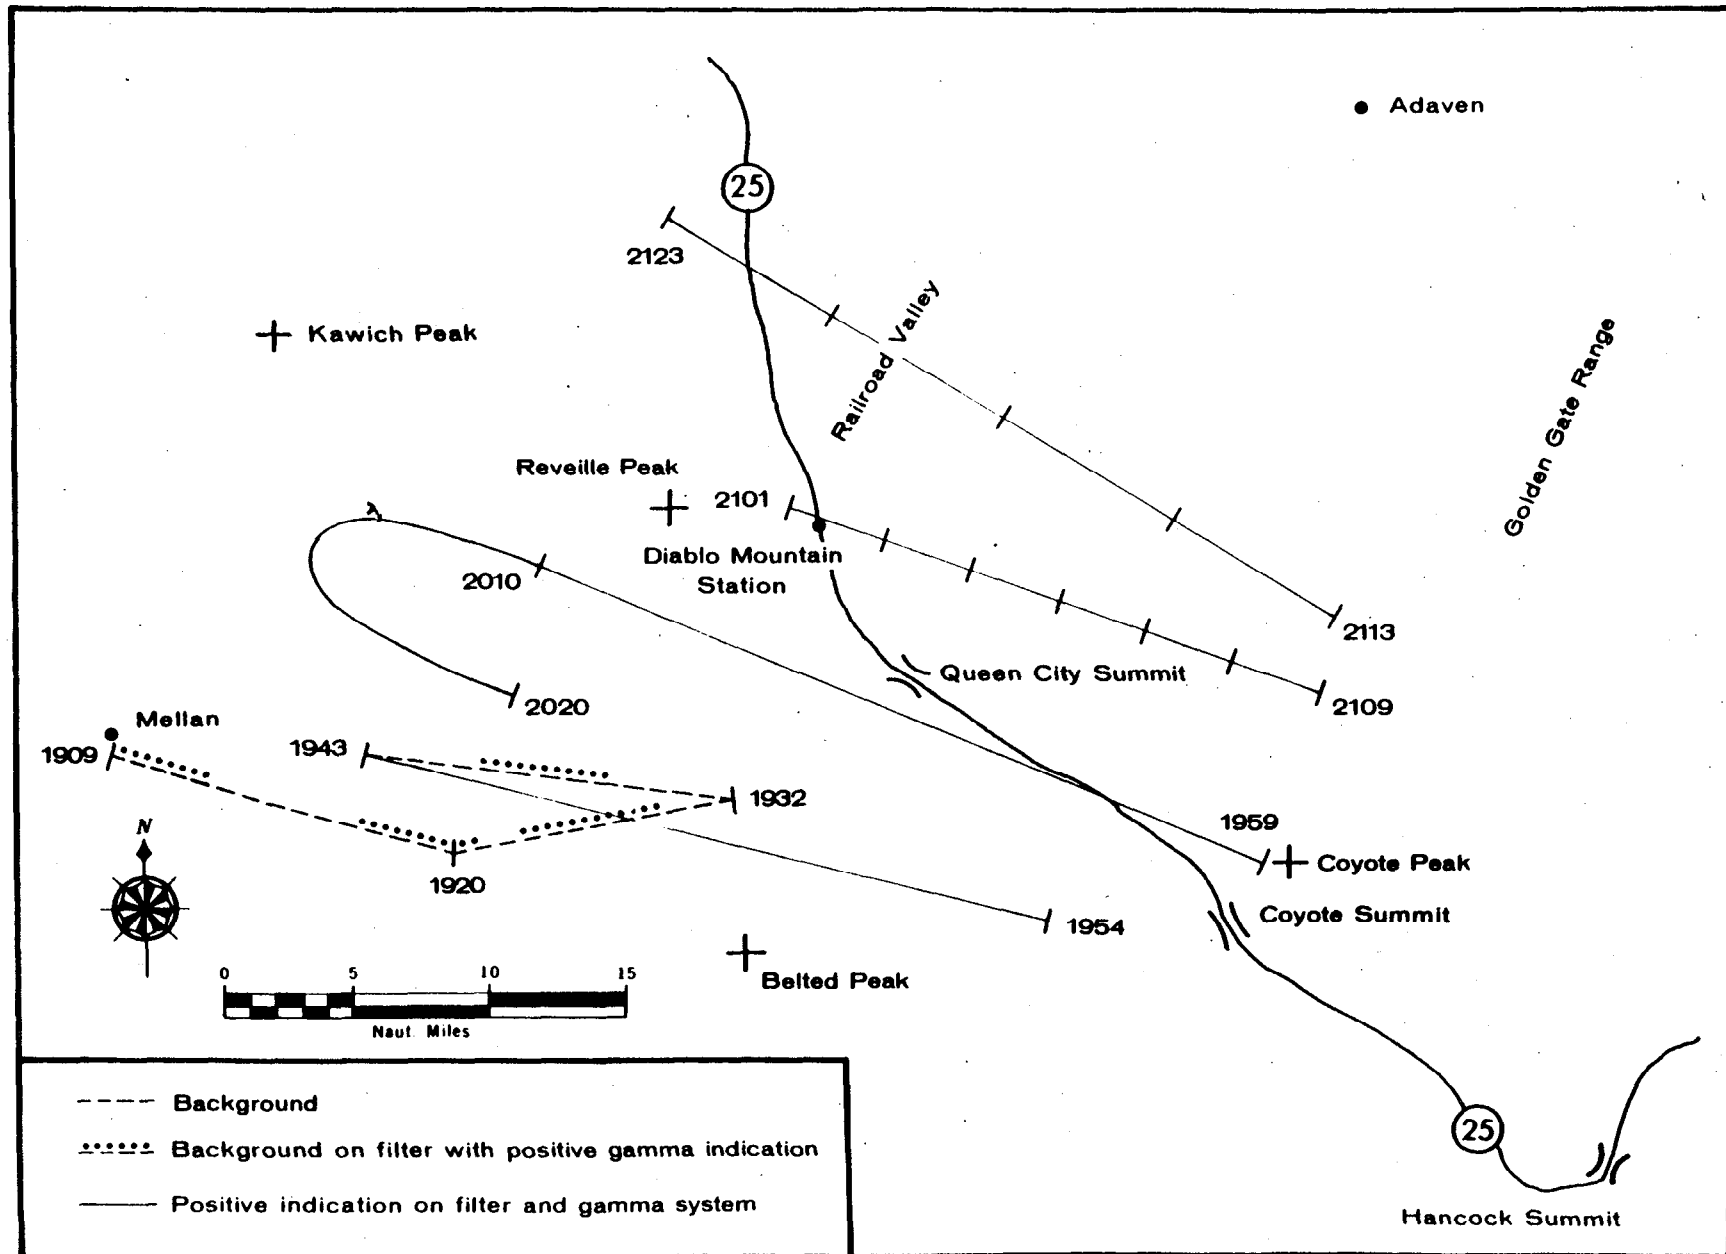 Adaven
25
2123
Railroad Valley
Kawich Peak
Golden Gate Range
Reveille Peak
2101
Diablo Mountain
Station
2010
2113
Queen City Summit
2020
2109
Mellan
1909
1943
1932
1959
Coyote Peak
N
1920
Coyote Summit
1954
Belted Peak
0 5 10 15
Naut. Miles
Background
25
Background on filter with positive gamma indication
Positive indication on filter and gamma system
Hancock Summit